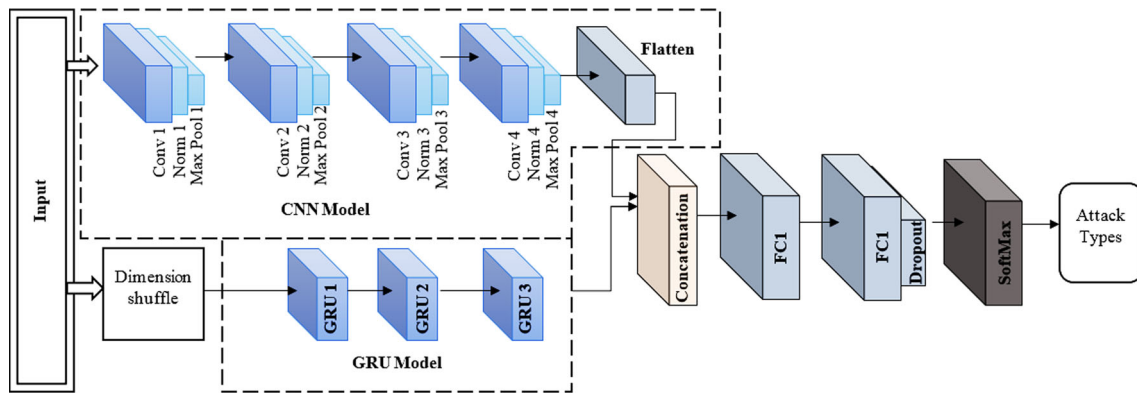 Input
Conv 1
Norm 1
Max Pool 1
Conv 2
Norm 2
Max Pool 2
Conv 3
Norm 3
Max Pool 3
Conv 4
Norm 4
Max Pool 4
Flatten
CNN Model
Dimension
shuffle
GRU 1
GRU 2
GRU 3
GRU Model
Concatenation
FC1
FC1
Dropout
SoftMax
Attack
Types